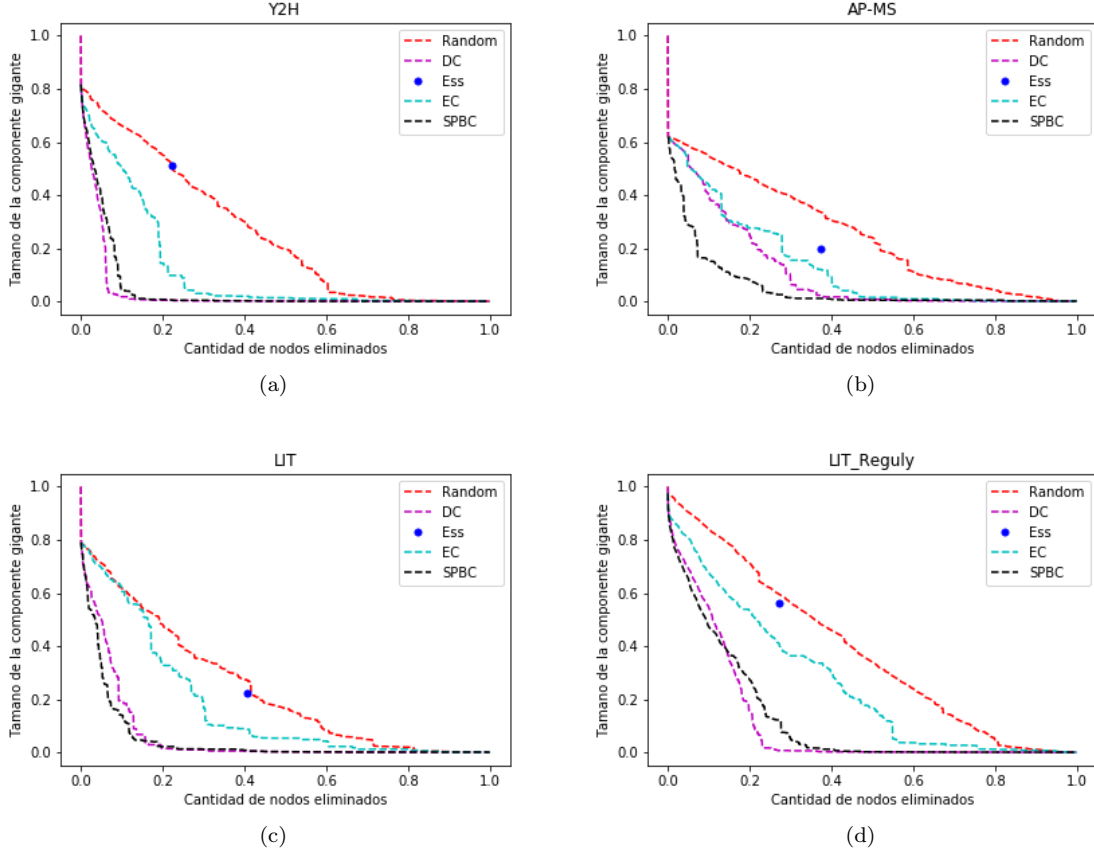 Y2H
Tamano de la componente gigante
1.0
0.8
0.6
0.4
0.2
0.0
Random
DC
Ess
EC
SPBC
0.0 0.2 0.4 0.6 0.8 1.0
Cantidad de nodos eliminados
(a)
AP-MS
Tamano de la componente gigante
1.0
0.8
0.6
0.4
0.2
0.0
Random
DC
Ess
EC
SPBC
0.0 0.2 0.4 0.6 0.8 1.0
Cantidad de nodos eliminados
(b)
LIT
Tamano de la componente gigante
1.0
0.8
0.6
0.4
0.2
0.0
Random
DC
Ess
EC
SPBC
0.0 0.2 0.4 0.6 0.8 1.0
Cantidad de nodos eliminados
(c)
LIT_Reguly
Tamano de la componente gigante
1.0
0.8
0.6
0.4
0.2
0.0
Random
DC
Ess
EC
SPBC
0.0 0.2 0.4 0.6 0.8 1.0
Cantidad de nodos eliminados
(d)